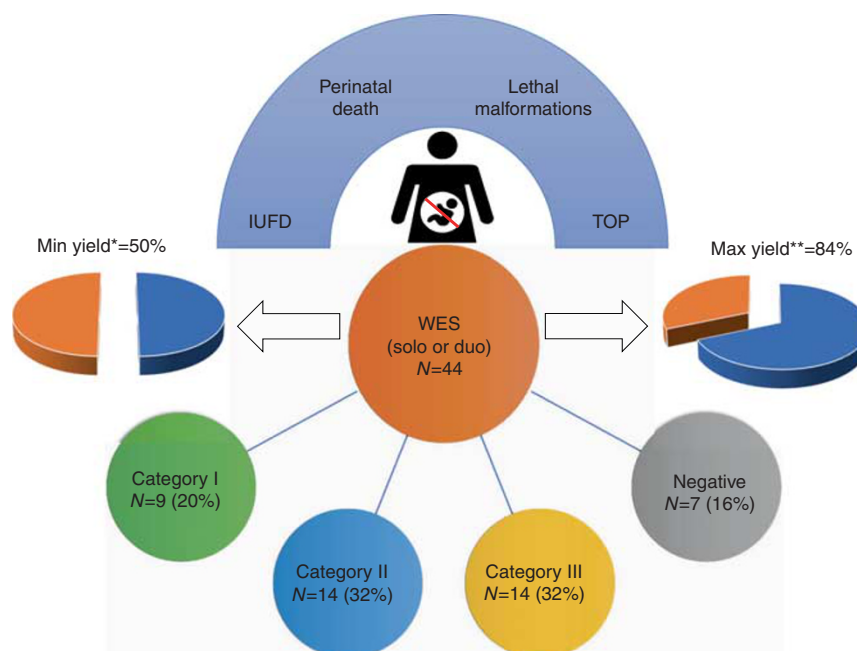 Perinatal
death
Lethal
malformations
IUFD
TOP
Min yield*=50%
Max yield**=84%
WES
(solo or duo)
N=44
Category I
N=9 (20%)
Negative
N=7 (16%)
Category II
N=14 (32%)
Category III
N=14 (32%)